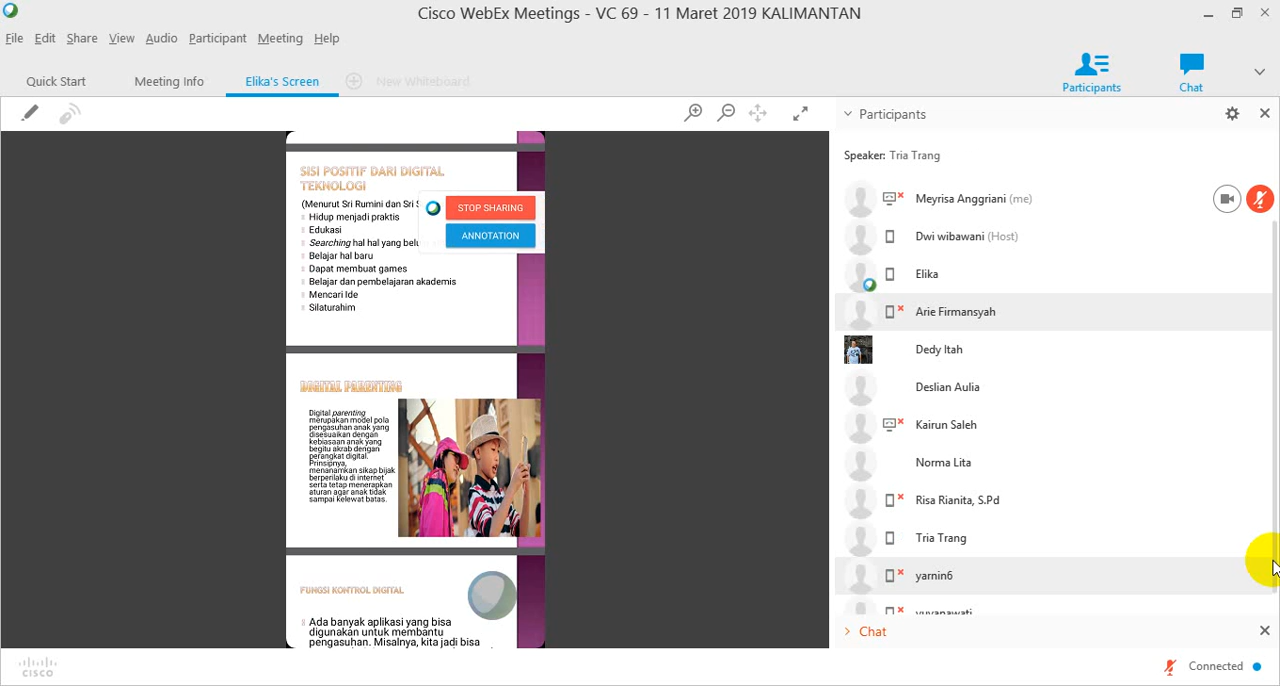 Cisco WebEx Meetings - VC 69 - 11 Maret 2019 KALIMANTAN
File Edit Share View Audio Participant Meeting Help
Quick Start Meeting Info Elika's Screen New Whiteboard
Participants Chat
SISI POSITIF DARI DIGITAL
TEKNOLOGI
(Menurut Sri Rumini dan Sri
Hidup menjadi praktis
Edukasi
Searching hal hal yang
Belajar hal baru
Dapat membuat games
Belajar dan pembelajaran akademis
Mencari Ide
Silaturahim
STOP SHARING
ANNOTATION
DIGITAL PARENTING
Digital parenting
merupakan model pola
pengasuhan anak yang
disesuaikan dengan
kebiasaan anak yang
begitu akrab dengan
perangkat digital.
Prinsipnya,
menanamkan sikap bijak
berperilaku di internet
serta tetap menerapkan
aturan agar anak tidak
sampai kelewat batas.
FUNGSI KONTROL DIGITAL
Ada banyak aplikasi yang bisa
digunakan untuk membantu
pengasuhan. Misalnya, kita jadi bisa
Participants
Speaker: Tria Trang
Meyrisa Anggriani (me)
Dwi wibawani (Host)
Elika
Arie Firmansyah
Dedy Itah
Deslian Aulia
Kairun Saleh
Norma Lita
Risa Rianita, S.Pd
Tria Trang
yarnin6
Chat
CISCO
Connected